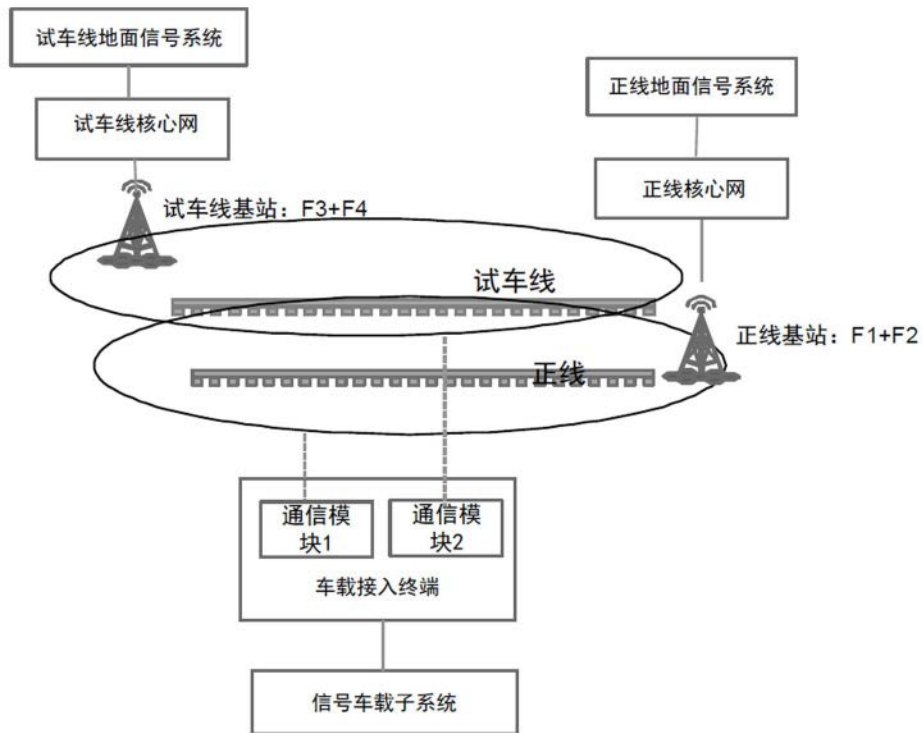 试车线地面信号系统
正线地面信号系统
试车线核心网
正线核心网
试车线基站：F3+F4
试车线
正线基站：F1+F2
正线
通信模
块1
通信模
块2
车载接入终端
信号车载子系统